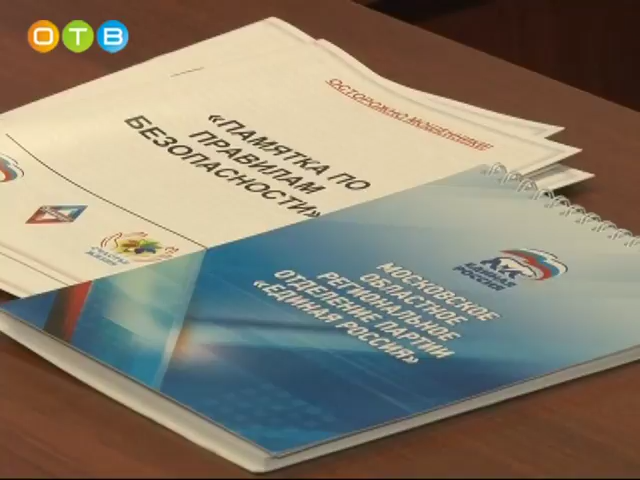 ОТВ
ОСТОРОЖНО МОШЕННИКИ!
«ПАМЯТКА ПО
ПРАВИЛАМ
БЕЗОПАСНОСТИ»
ЕДИНАЯ
РОССИЯ
МОСКОВСКОЕ
ОБЛАСТНОЕ
РЕГИОНАЛЬНОЕ
ОТДЕЛЕНИЕ ПАРТИИ
«ЕДИНАЯ РОССИЯ»